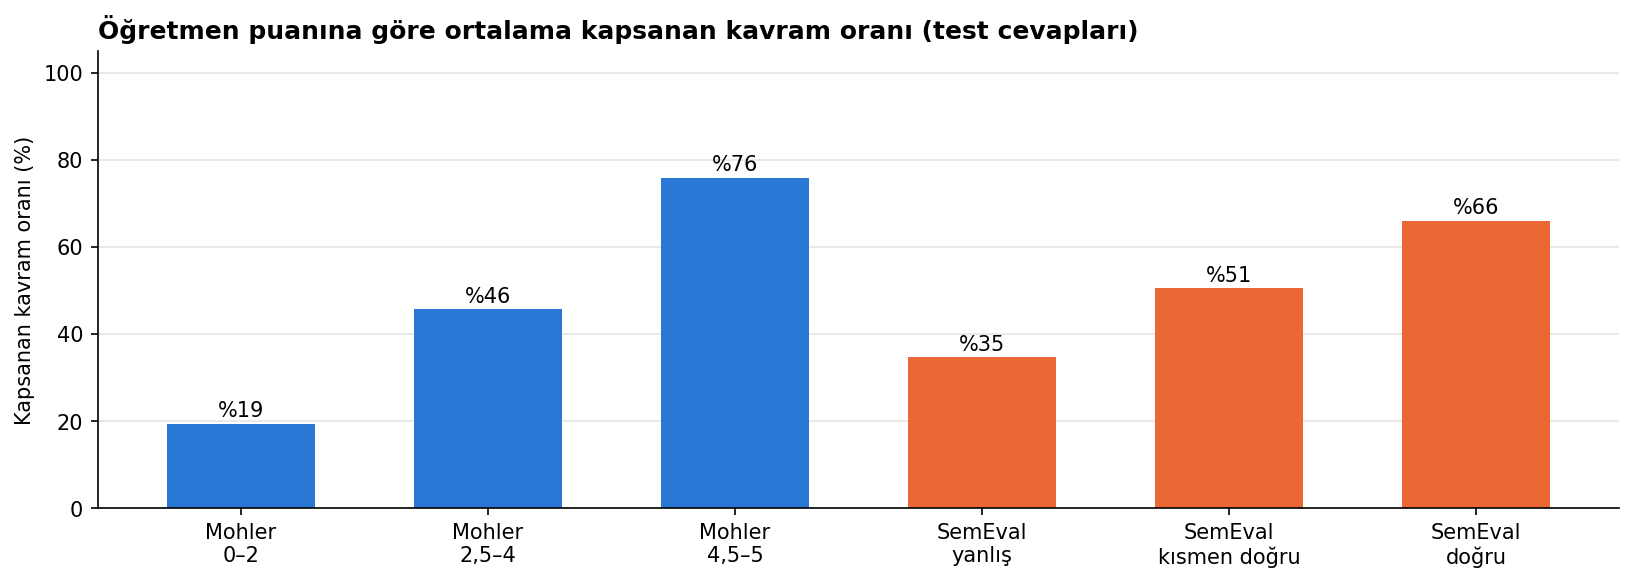 Öğretmen puanına göre ortalama kapsanan kavram oranı (test cevapları)
Kapsanan kavram oranı (%)
100
80
60
40
20
0
%19
%46
%76
%35
%51
%66
Mohler
0–2
Mohler
2,5–4
Mohler
4,5–5
SemEval
yanlış
SemEval
kısmen doğru
SemEval
doğru